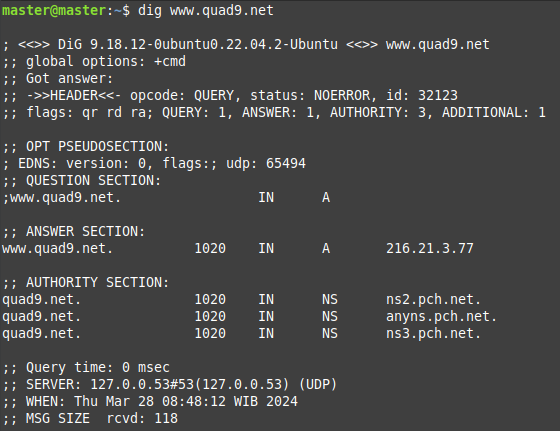 master@master:~$ dig www.quad9.net
; <<>> DiG 9.18.12-0ubuntu0.22.04.2-Ubuntu <<>> www.quad9.net
;; global options: +cmd
;; Got answer:
;; ->>HEADER<<- opcode: QUERY, status: NOERROR, id: 32123
;; flags: qr rd ra; QUERY: 1, ANSWER: 1, AUTHORITY: 3, ADDITIONAL: 1
;; OPT PSEUDOSECTION:
; EDNS: version: 0, flags:; udp: 65494
;; QUESTION SECTION:
;www.quad9.net. IN A
;; ANSWER SECTION:
www.quad9.net. 1020 IN A 216.21.3.77
;; AUTHORITY SECTION:
quad9.net. 1020 IN NS ns2.pch.net.
quad9.net. 1020 IN NS anyns.pch.net.
quad9.net. 1020 IN NS ns3.pch.net.
;; Query time: 0 msec
;; SERVER: 127.0.0.53#53(127.0.0.53) (UDP)
;; WHEN: Thu Mar 28 08:48:12 WIB 2024
;; MSG SIZE rcvd: 118